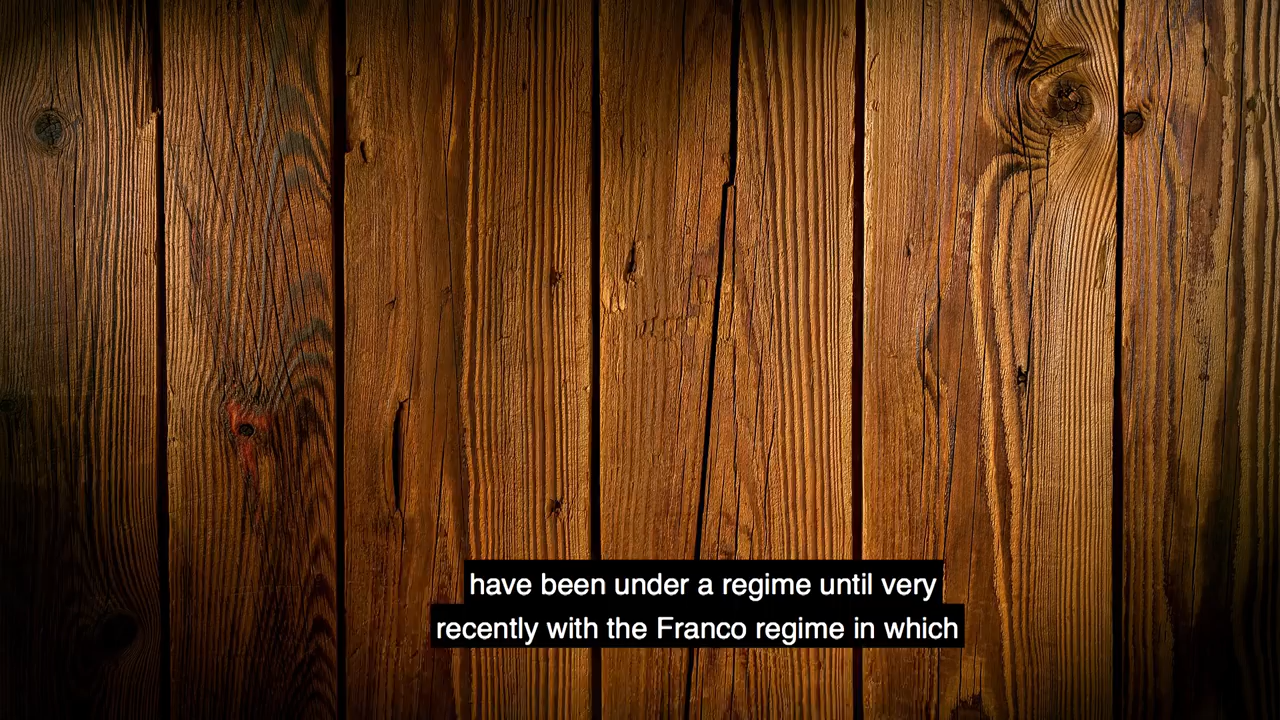 have been under a regime until very
recently with the Franco regime in which